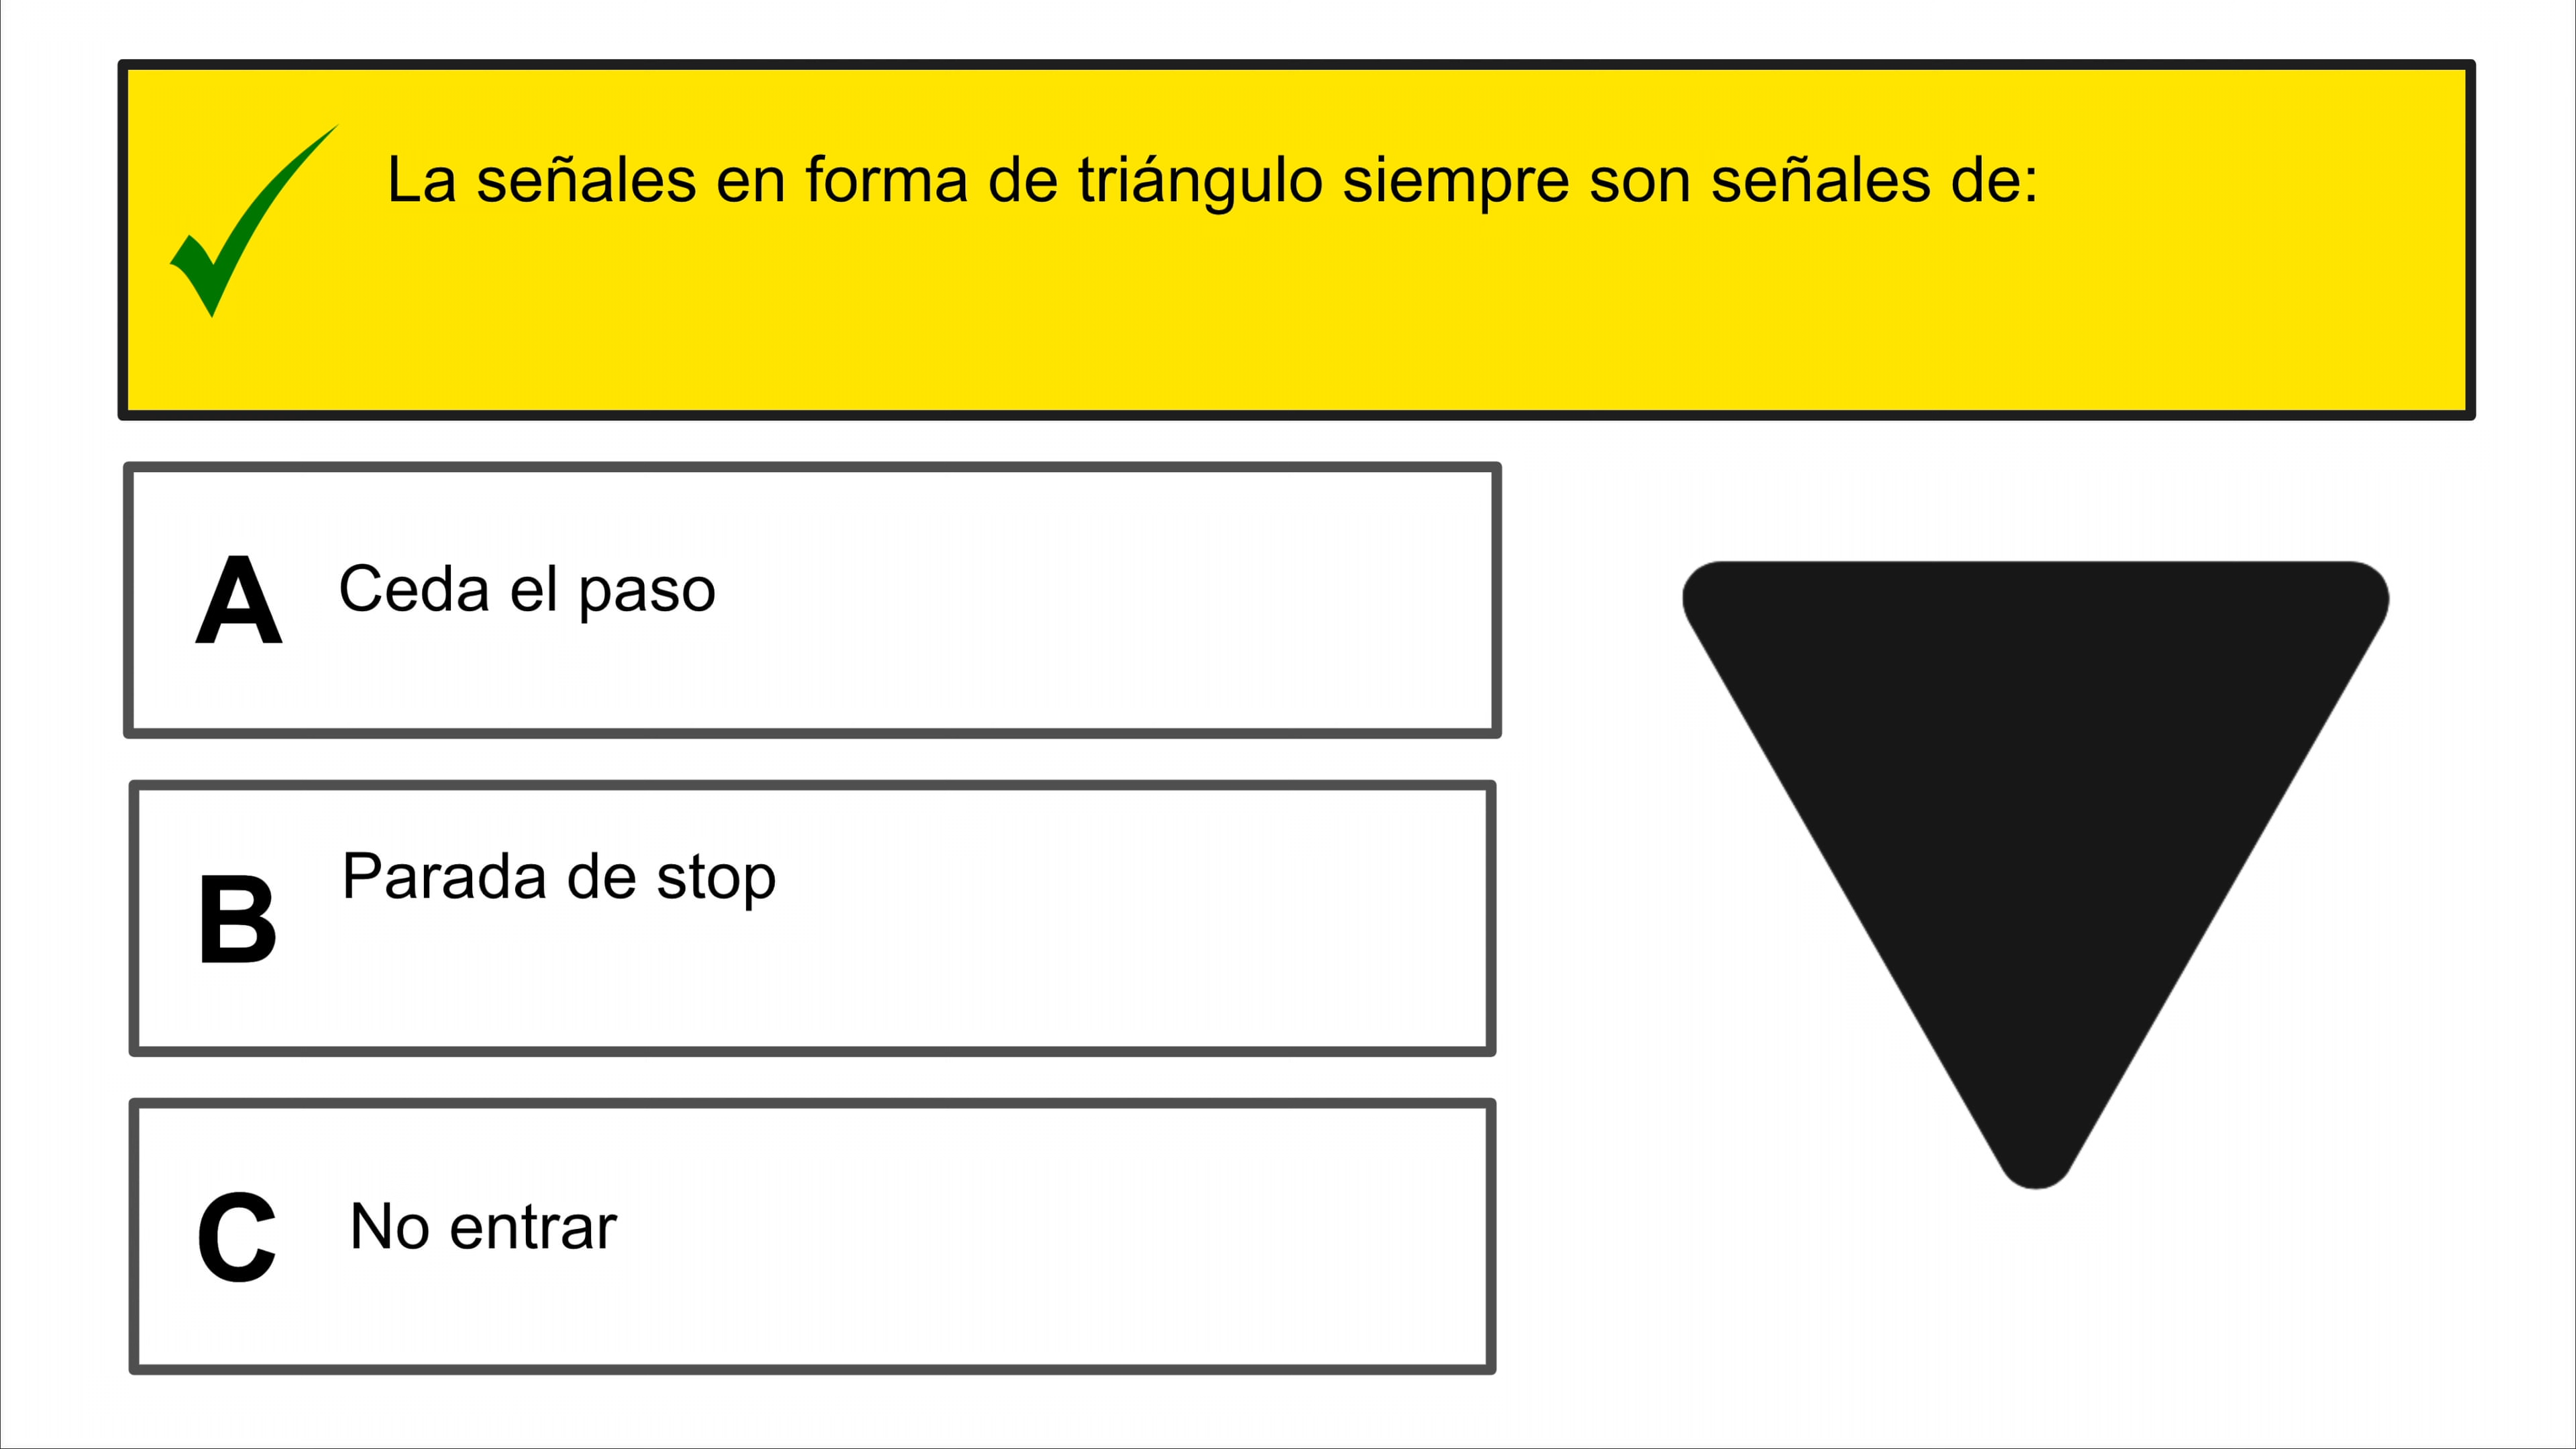 La señales en forma de triángulo siempre son señales de:
A Ceda el paso
B Parada de stop
C No entrar